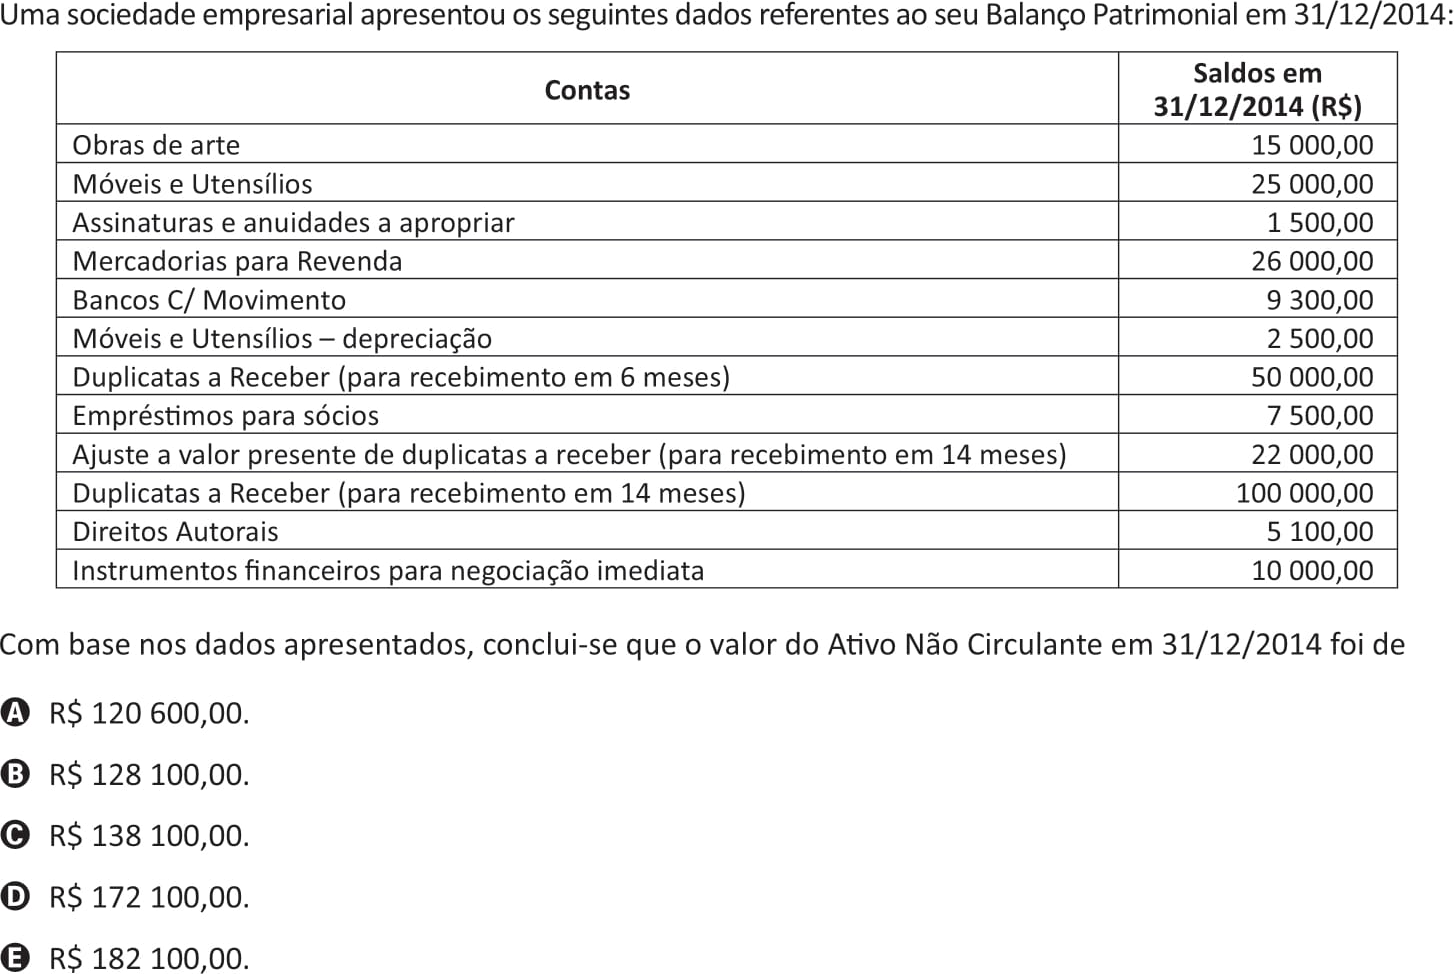 Uma sociedade empresarial apresentou os seguintes dados referentes ao seu Balanço Patrimonial em 31/12/2014:
Contas Saldos em 31/12/2014 (R$)
Obras de arte 15 000,00
Móveis e Utensílios 25 000,00
Assinaturas e anuidades a apropriar 1 500,00
Mercadorias para Revenda 26 000,00
Bancos C/ Movimento 9 300,00
Móveis e Utensílios – depreciação 2 500,00
Duplicatas a Receber (para recebimento em 6 meses) 50 000,00
Empréstimos para sócios 7 500,00
Ajuste a valor presente de duplicatas a receber (para recebimento em 14 meses) 22 000,00
Duplicatas a Receber (para recebimento em 14 meses) 100 000,00
Direitos Autorais 5 100,00
Instrumentos financeiros para negociação imediata 10 000,00
Com base nos dados apresentados, conclui-se que o valor do Ativo Não Circulante em 31/12/2014 foi de
A R$ 120 600,00.
B R$ 128 100,00.
C R$ 138 100,00.
D R$ 172 100,00.
E R$ 182 100,00.